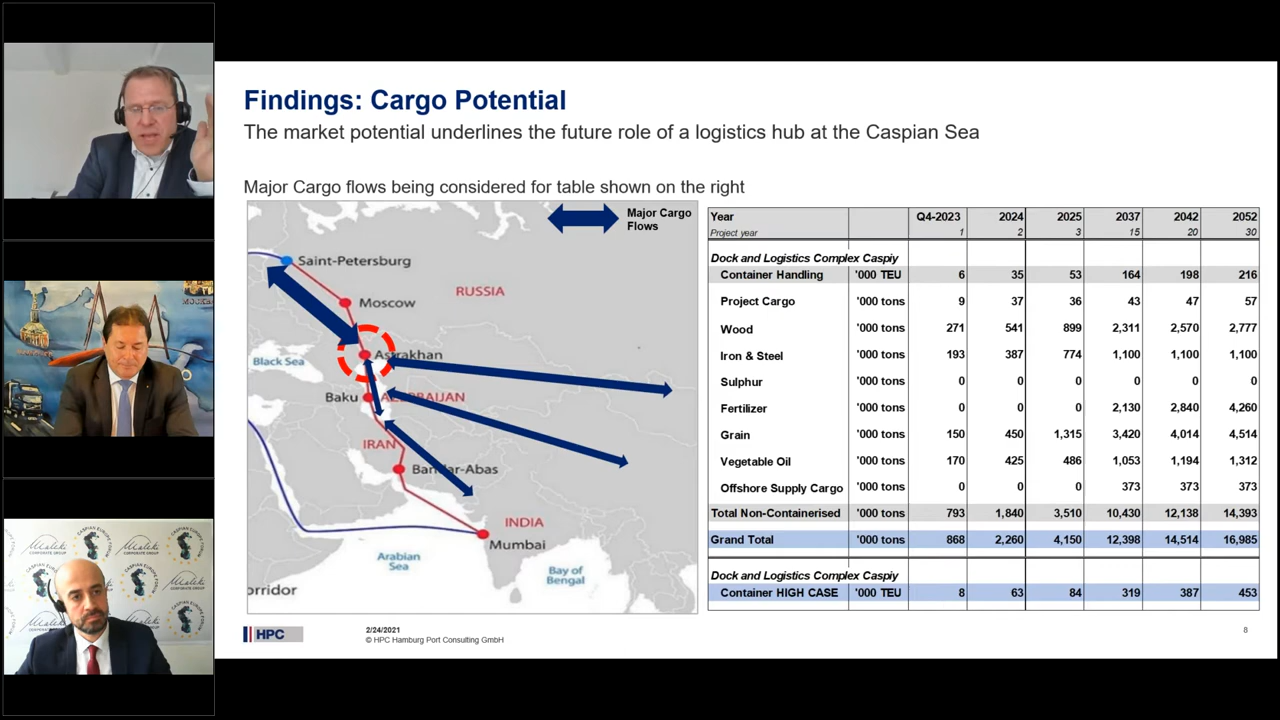 Findings: Cargo Potential
The market potential underlines the future role of a logistics hub at the Caspian Sea
Major Cargo flows being considered for table shown on the right
Major Cargo
Flows
Saint-Petersburg
Moscow
RUSSIA
Astrakhan
Black Sea
Baku
AZERBAIJAN
IRAN
Bandar-Abas
INDIA
Mumbai
Arabian
Sea
Bay of
Bengal
orridor
Year Q4-2023 2024 2025 2037 2042 2052
Project year 1 2 3 15 20 30
Dock and Logistics Complex Caspiy
Container Handling '000 TEU 6 35 53 164 198 216
Project Cargo '000 tons 9 37 36 43 47 57
Wood '000 tons 271 541 899 2,311 2,570 2,777
Iron & Steel '000 tons 193 387 774 1,100 1,100 1,100
Sulphur '000 tons 0 0 0 0 0 0
Fertilizer '000 tons 0 0 0 2,130 2,840 4,260
Grain '000 tons 150 450 1,315 3,420 4,014 4,514
Vegetable Oil '000 tons 170 425 486 1,053 1,194 1,312
Offshore Supply Cargo '000 tons 0 0 0 373 373 373
Total Non-Containerised '000 tons 793 1,840 3,510 10,430 12,138 14,393
Grand Total '000 tons 868 2,260 4,150 12,398 14,514 16,985
Dock and Logistics Complex Caspiy
Container HIGH CASE '000 TEU 8 63 84 319 387 453
HPC
2/24/2021
© HPC Hamburg Port Consulting GmbH
8